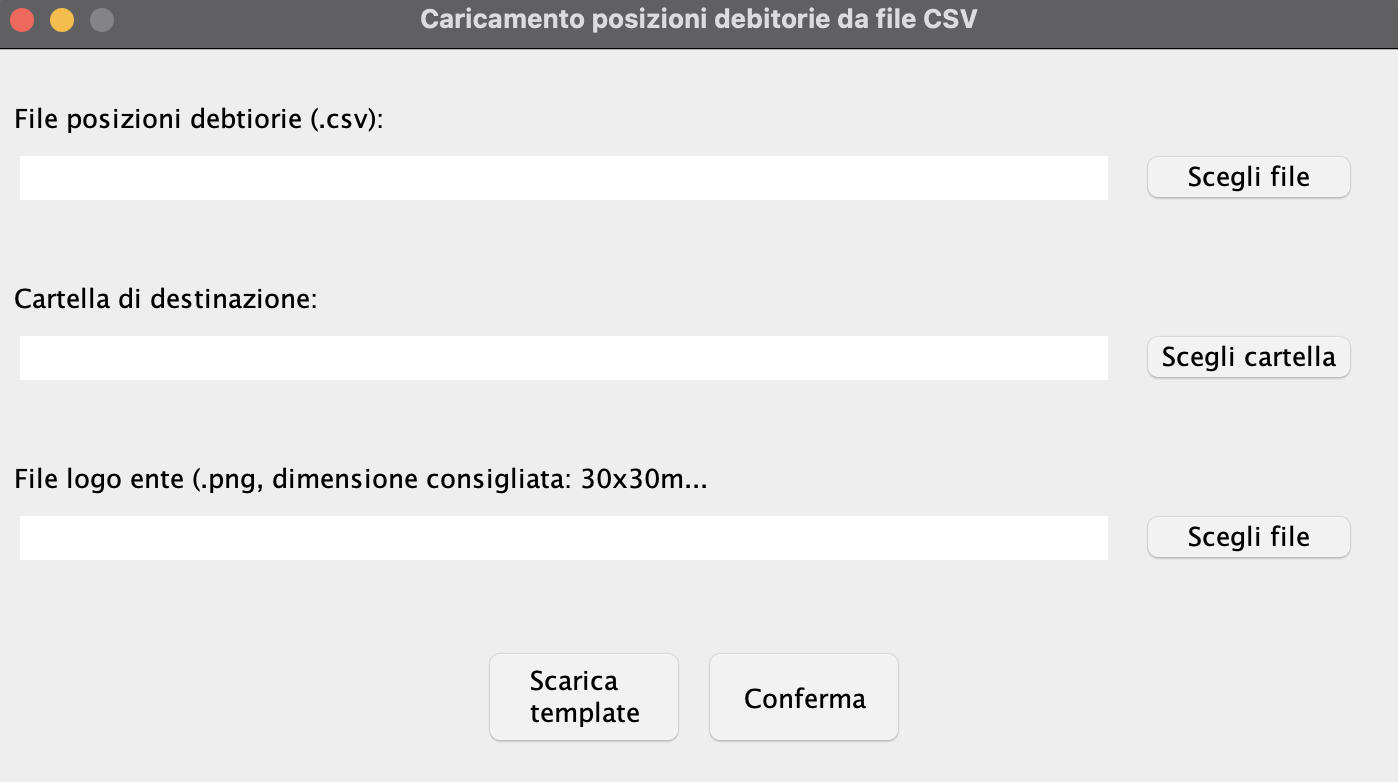 Caricamento posizioni debitorie da file CSV
File posizioni debtiorie (.csv):
Scegli file
Cartella di destinazione:
Scegli cartella
File logo ente (.png, dimensione consigliata: 30x30m...
Scegli file
Scarica
template
Conferma